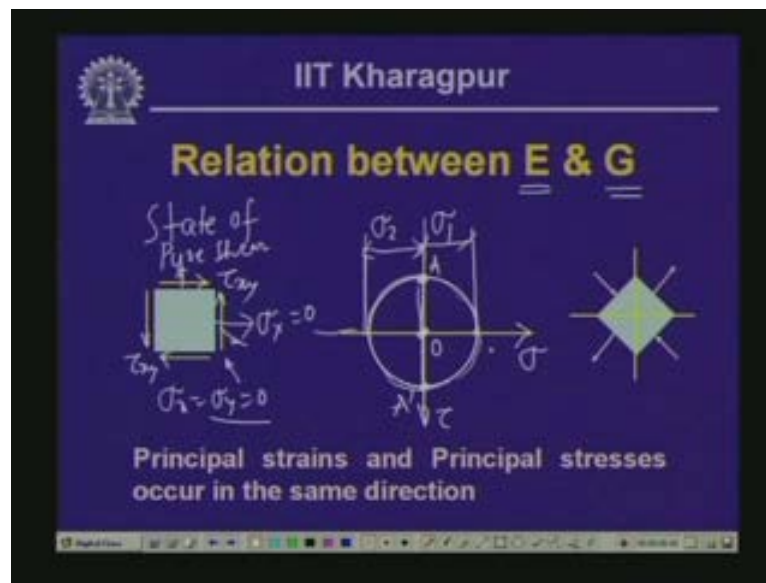 IIT Kharagpur
Relation between E & G
State of
Pure shear
τxy
σx=0
τxy
σx=σy=0
σ2
σ1
A
O
σ
A'
τ
Principal strains and Principal stresses
occur in the same direction